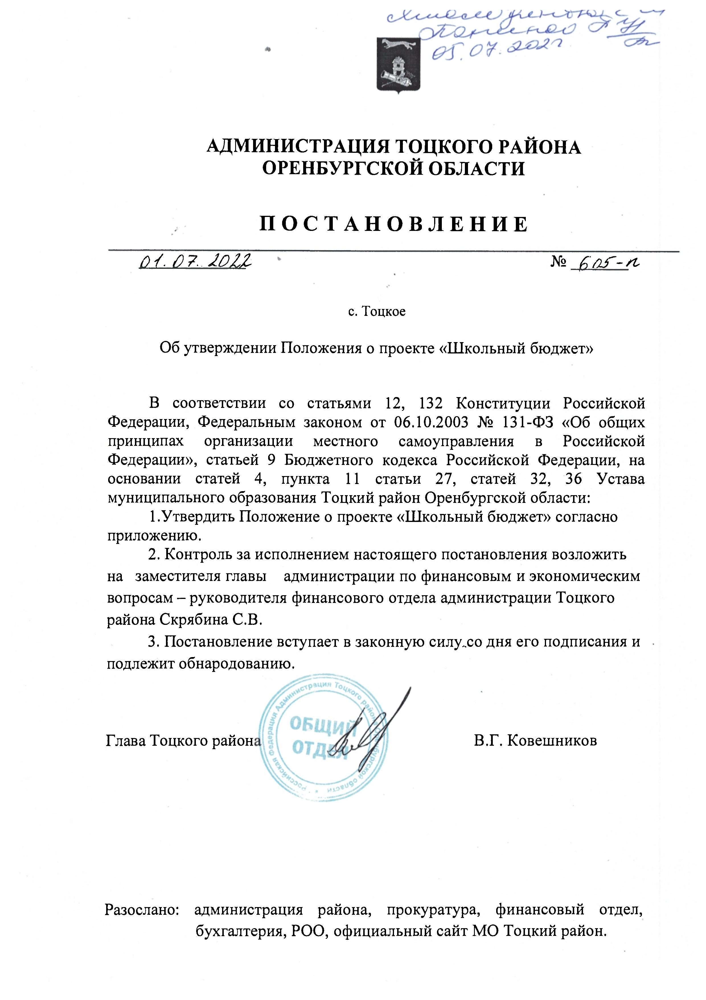 05.07.2022
АДМИНИСТРАЦИЯ ТОЦКОГО РАЙОНА
ОРЕНБУРГСКОЙ ОБЛАСТИ
П О С Т А Н О В Л Е Н И Е
01.07.2022 № 605-п
с. Тоцкое
Об утверждении Положения о проекте «Школьный бюджет»
В соответствии со статьями 12, 132 Конституции Российской
Федерации, Федеральным законом от 06.10.2003 № 131-ФЗ «Об общих
принципах организации местного самоуправления в Российской
Федерации», статьей 9 Бюджетного кодекса Российской Федерации, на
основании статей 4, пункта 11 статьи 27, статей 32, 36 Устава
муниципального образования Тоцкий район Оренбургской области:
1.Утвердить Положение о проекте «Школьный бюджет» согласно
приложению.
2. Контроль за исполнением настоящего постановления возложить
на заместителя главы администрации по финансовым и экономическим
вопросам – руководителя финансового отдела администрации Тоцкого
района Скрябина С.В.
3. Постановление вступает в законную силу со дня его подписания и
подлежит обнародованию.
Российская Федерация Администрация Тоцкого района Оренбургской области
ОБЩИЙ
ОТДЕЛ
Глава Тоцкого района В.Г. Ковешников
Разослано: администрация района, прокуратура, финансовый отдел,
бухгалтерия, РОО, официальный сайт МО Тоцкий район.